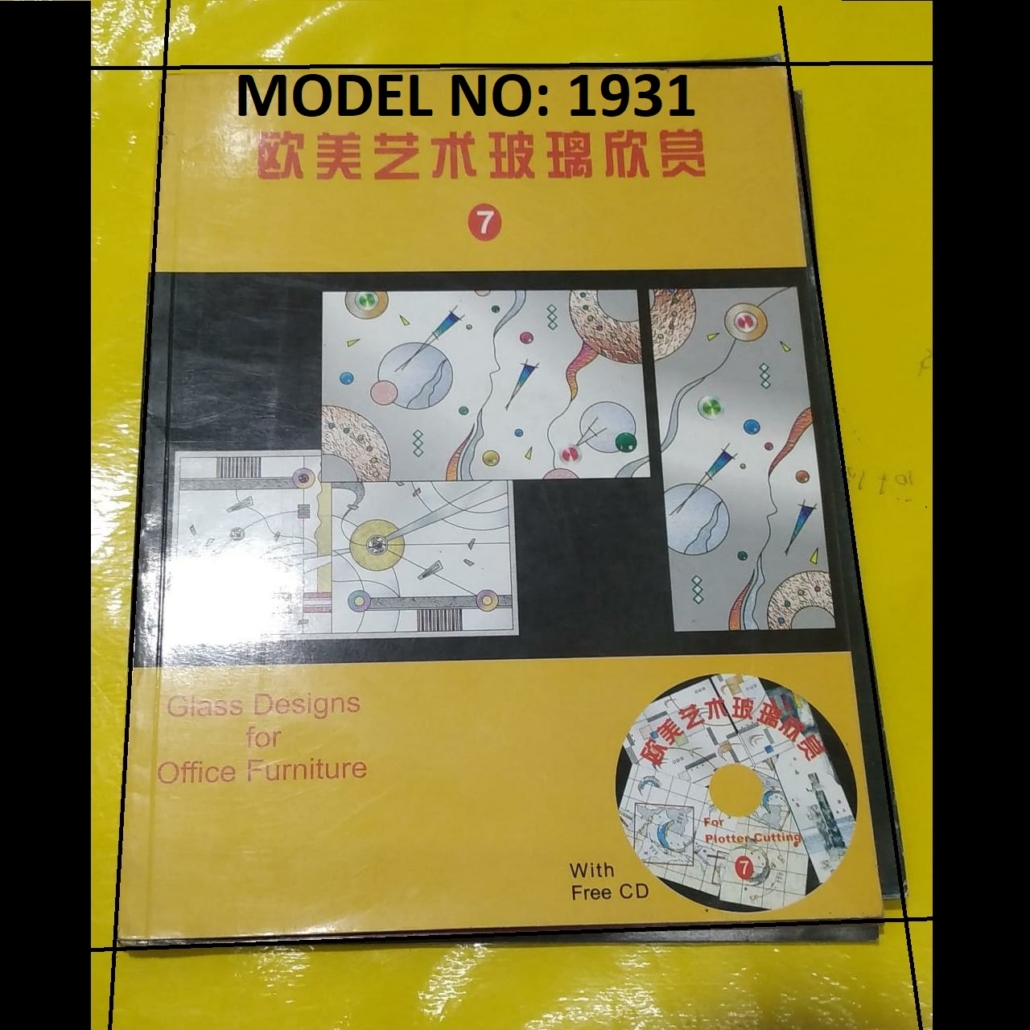 MODEL NO: 1931
欧美艺术玻璃欣赏
7
Glass Designs
for
Office Furniture
欧美艺术玻璃欣赏
For
Plotter Cutting
7
With
Free CD